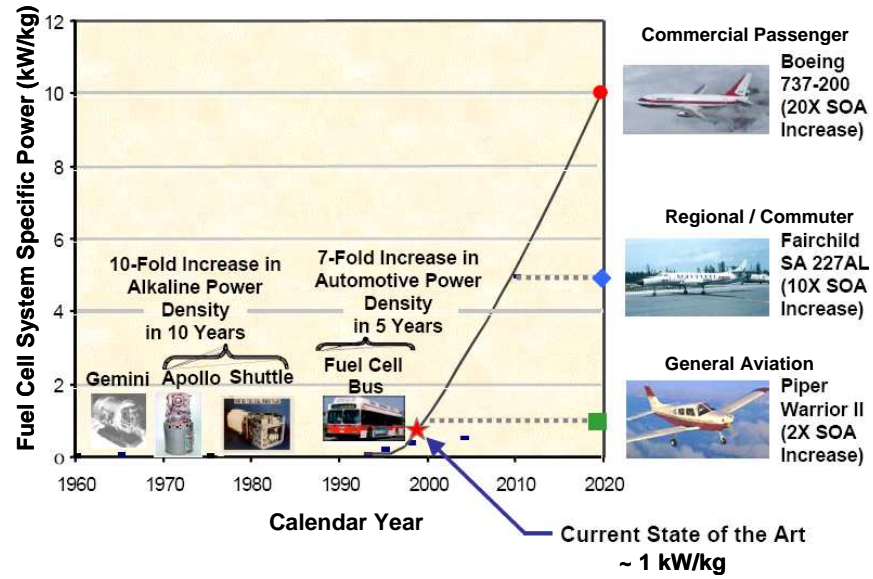 Fuel Cell System Specific Power (kW/kg)
12
10
8
6
4
2
0
1960
1970
1980
1990
2000
2010
2020
Calendar Year
10-Fold Increase in
Alkaline Power
Density
in 10 Years
7-Fold Increase in
Automotive Power
Density
in 5 Years
Gemini
Apollo
Shuttle
Fuel Cell
Bus
Current State of the Art
~ 1 kW/kg
Commercial Passenger
Boeing
737-200
(20X SOA
Increase)
Regional / Commuter
Fairchild
SA 227AL
(10X SOA
Increase)
General Aviation
Piper
Warrior II
(2X SOA
Increase)